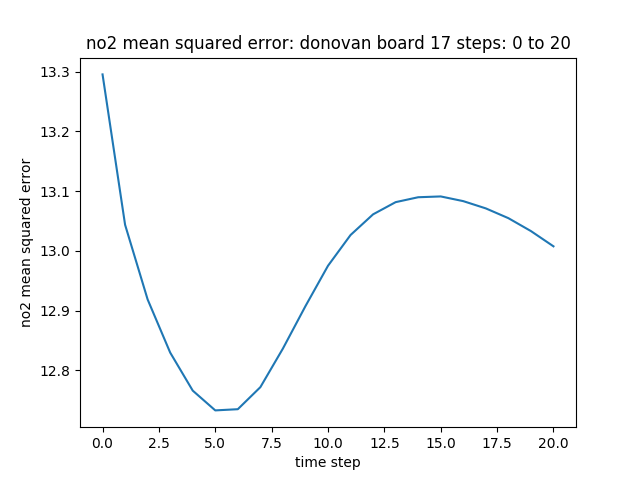 no2 mean squared error: donovan board 17 steps: 0 to 20
no2 mean squared error
13.3
13.2
13.1
13.0
12.9
12.8
0.0 2.5 5.0 7.5 10.0 12.5 15.0 17.5 20.0
time step